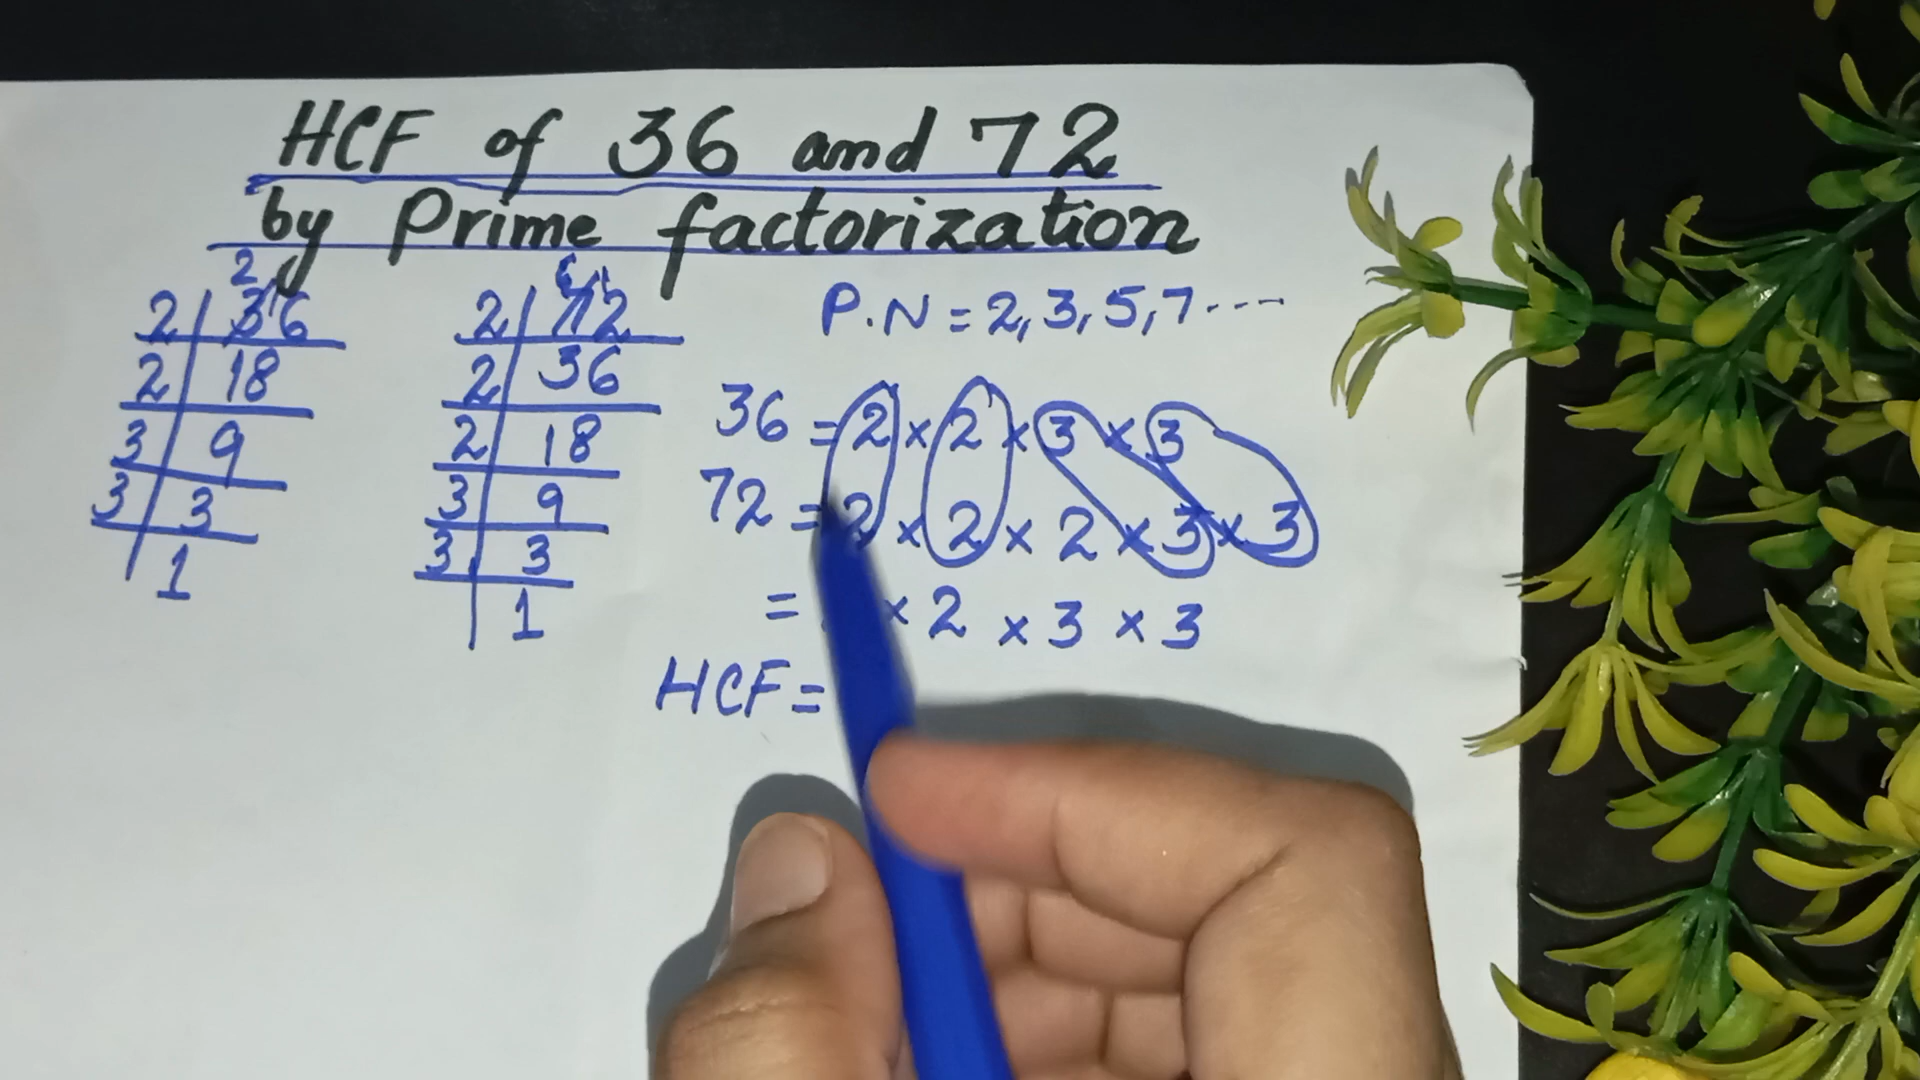 HCF of 36 and 72
by Prime factorization
2 36
2 18
3 9
3 3
1
2 72
2 36
2 18
3 9
3 3
1
P.N = 2, 3, 5, 7 ----
36 = 2 × 2 × 3 × 3
72 = 2 × 2 × 2 × 3 × 3
= × 2 × 3 × 3
HCF =